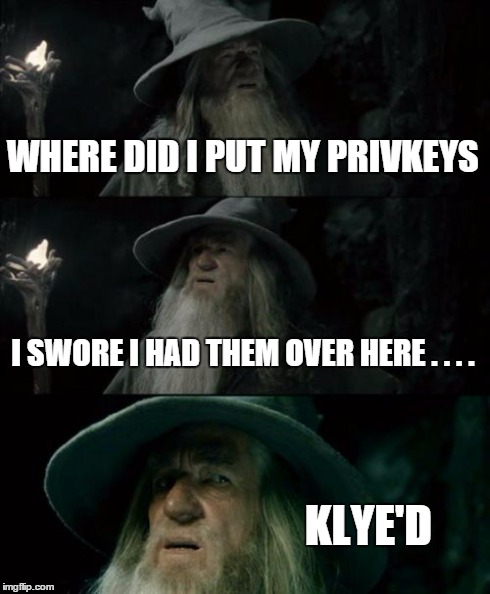 WHERE DID I PUT MY PRIVKEYS
I SWORE I HAD THEM OVER HERE . . . .
KLYE'D
imgflip.com